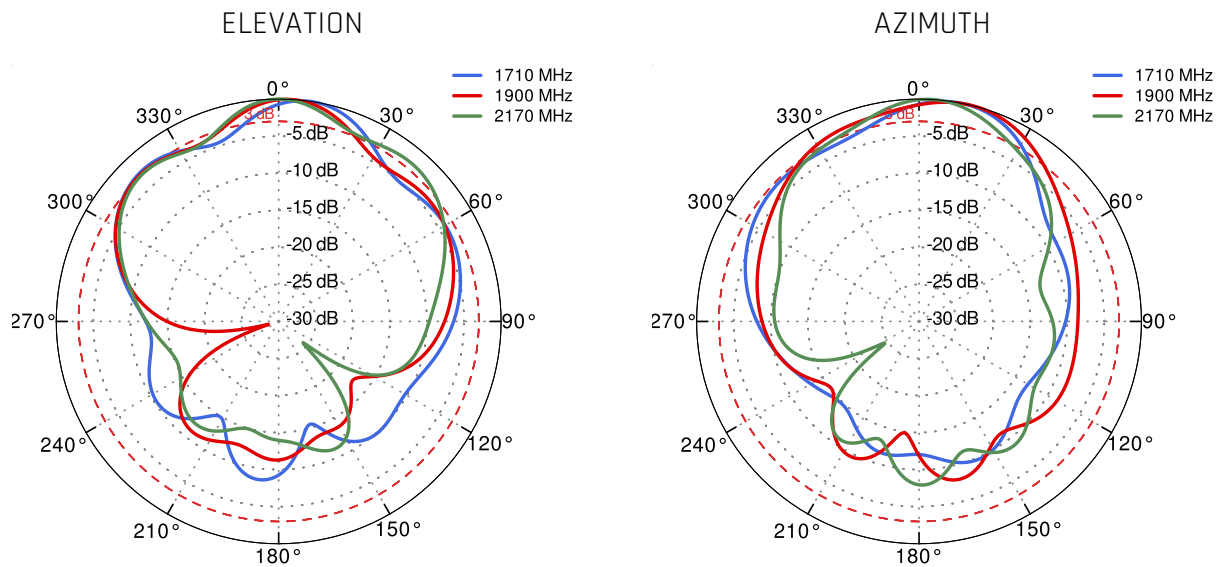 ELEVATION
1710 MHz
1900 MHz
2170 MHz
0°
30°
60°
90°
120°
150°
180°
210°
240°
270°
300°
330°
3 dB
-5 dB
-10 dB
-15 dB
-20 dB
-25 dB
-30 dB
AZIMUTH
1710 MHz
1900 MHz
2170 MHz
0°
30°
60°
90°
120°
150°
180°
210°
240°
270°
300°
330°
3 dB
-5 dB
-10 dB
-15 dB
-20 dB
-25 dB
-30 dB